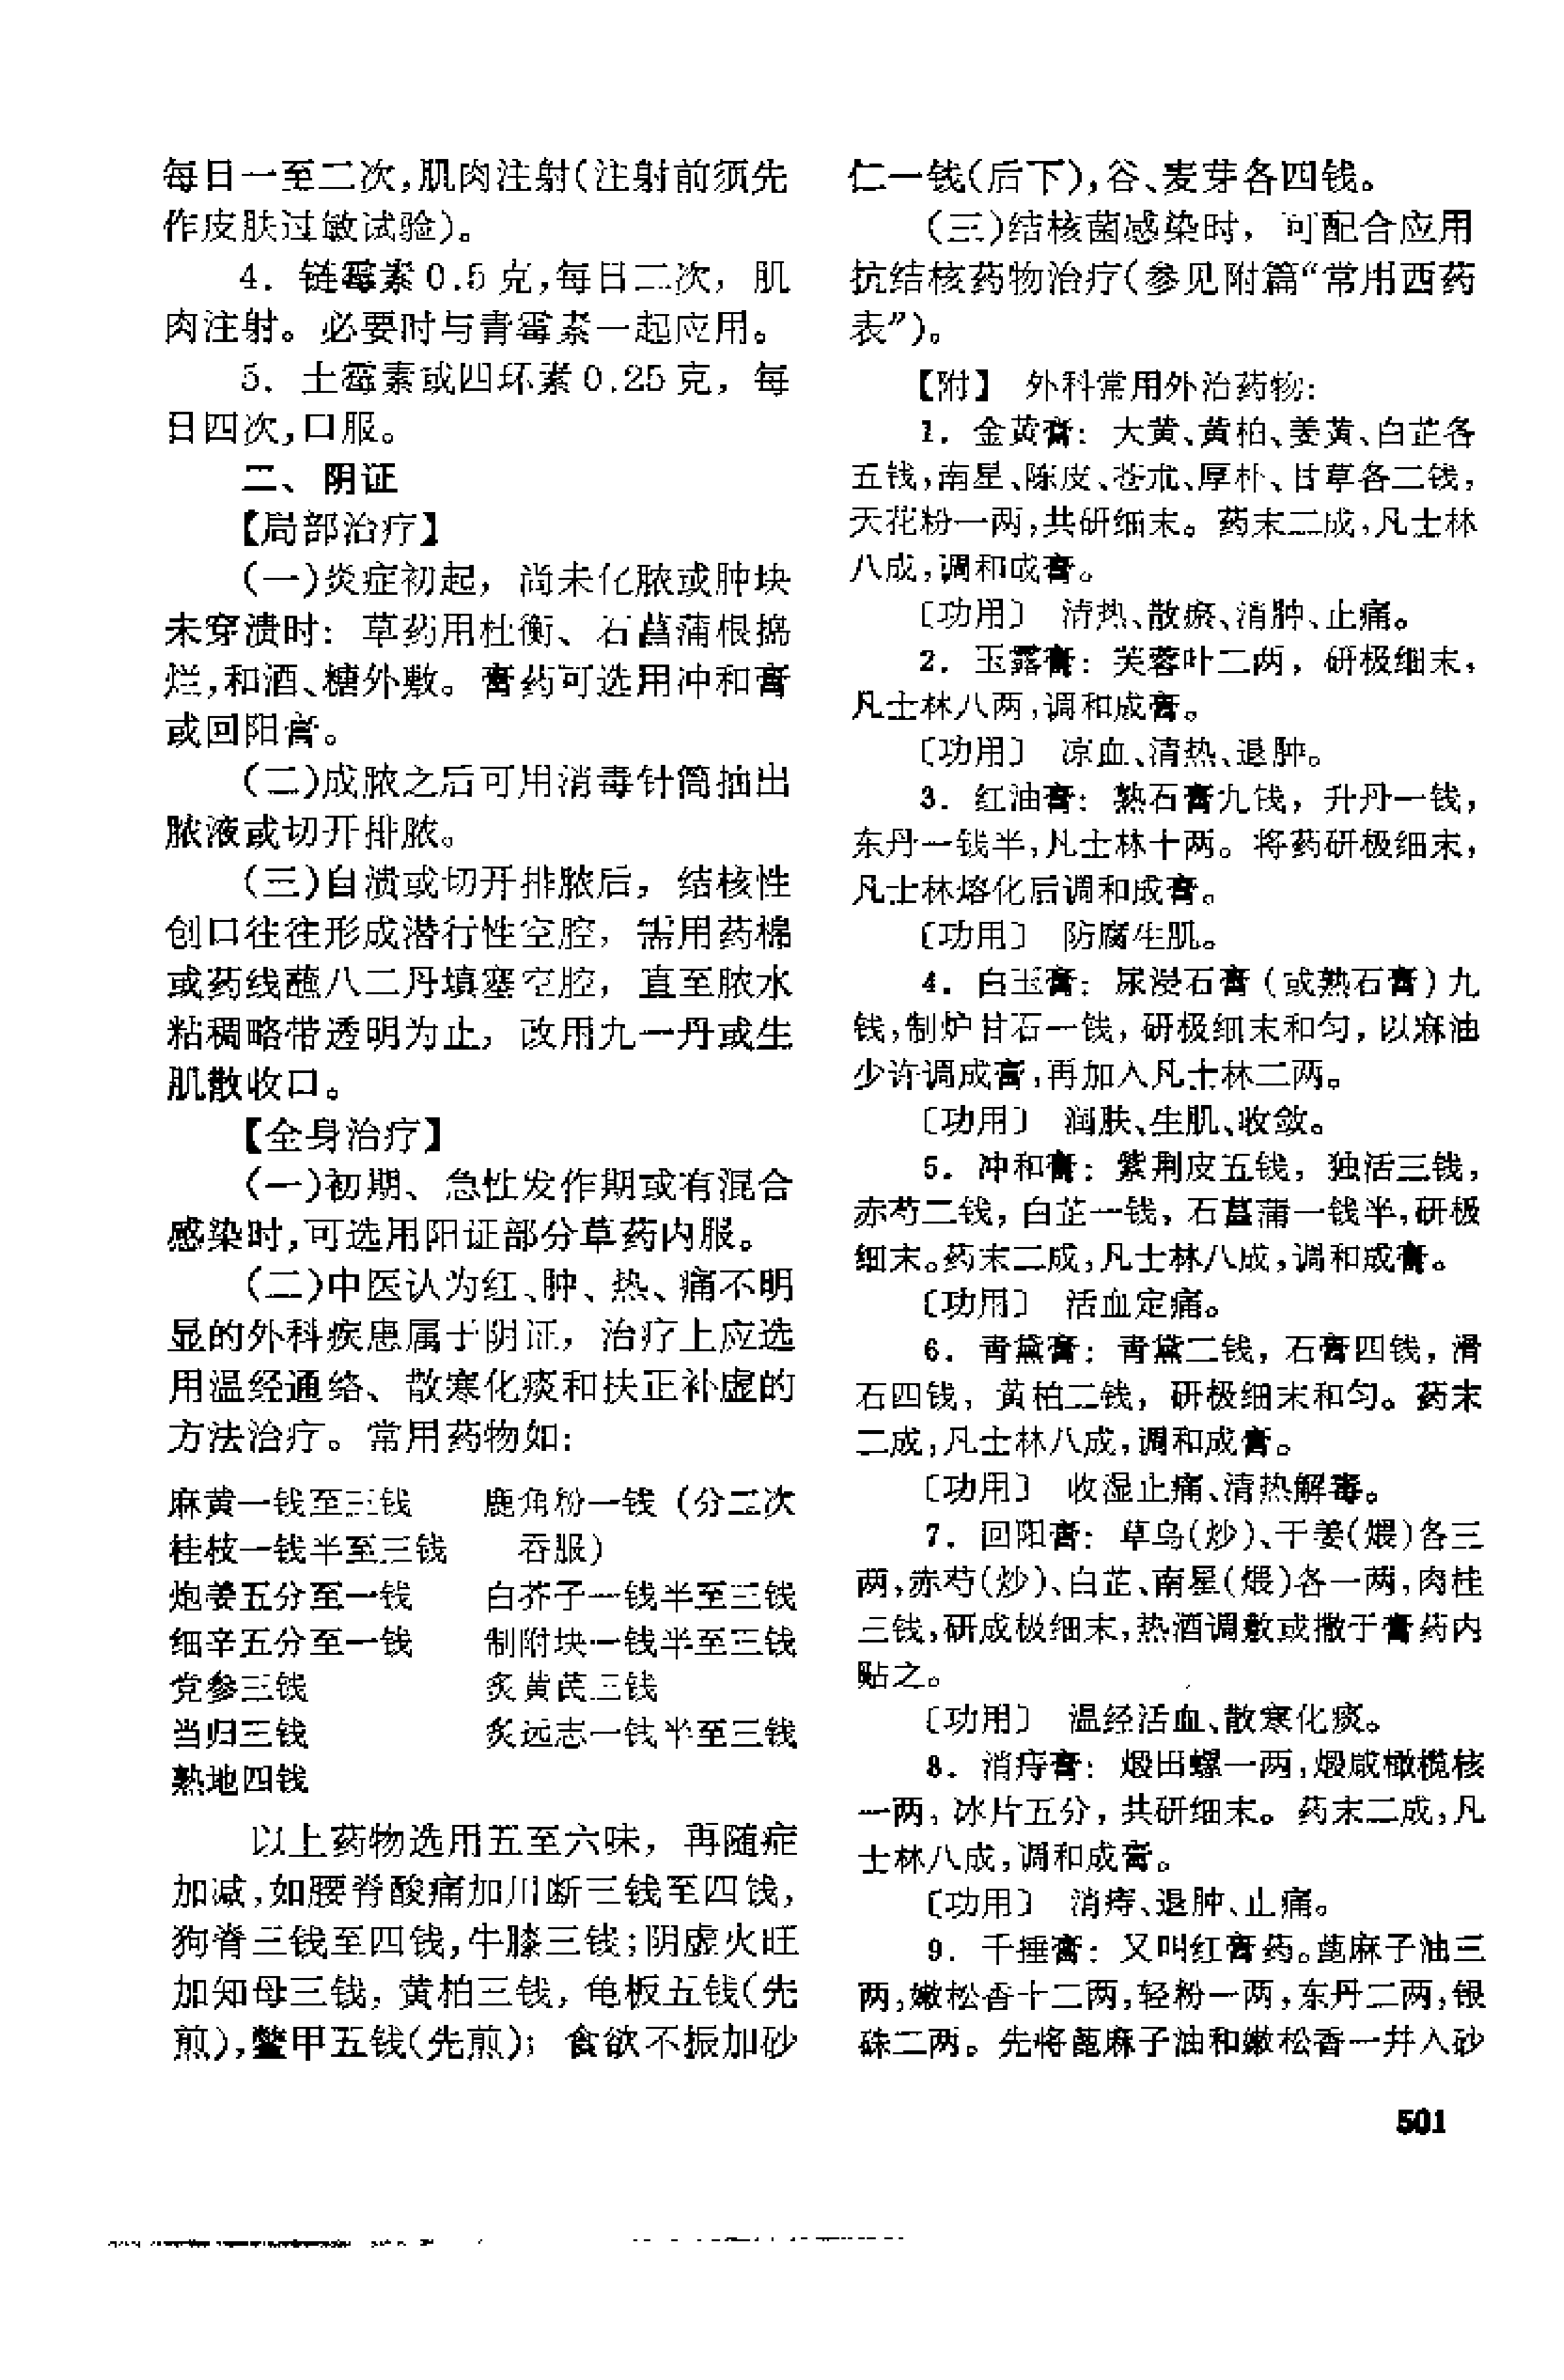 每日一至二次,肌肉注射(注射前须先
作皮肤过敏试验)。
4. 链霉素0.5克,每日二次，肌
肉注射。必要时与青霉素一起应用。
5. 土霉素或四环素0.25克，每
日四次,口服。
二、阴证
【局部治疗】
(一)炎症初起，尚未化脓或肿块
未穿溃时：草药用杜衡、石菖蒲根捣
烂,和酒、糖外敷。膏药可选用冲和膏
或回阳膏。
(二)成脓之后可用消毒针筒抽出
脓液或切开排脓。
(三)自溃或切开排脓后，结核性
创口往往形成潜行性空腔，需用药棉
或药线蘸八二丹填塞空腔，直至脓水
粘稠略带透明为止，改用九一丹或生
肌散收口。
【全身治疗】
(一)初期、急性发作期或有混合
感染时,可选用阳证部分草药内服。
(二)中医认为红、肿、热、痛不明
显的外科疾患属于阴证，治疗上应选
用温经通络、散寒化痰和扶正补虚的
方法治疗。常用药物如:
麻黄一钱至三钱 鹿角粉一钱（分二次
桂枝一钱半至三钱 吞服）
炮姜五分至一钱 白芥子一钱半至三钱
细辛五分至一钱 制附块一钱半至三钱
党参三钱 炙黄芪三钱
当归三钱 炙远志一钱半至三钱
熟地四钱
以上药物选用五至六味，再随症
加减,如腰脊酸痛加川断三钱至四钱,
狗脊三钱至四钱,牛膝三钱;阴虚火旺
加知母三钱,黄柏三钱,龟板五钱(先
煎),鳖甲五钱(先煎);食欲不振加砂
仁一钱(后下),谷、麦芽各四钱。
(三)结核菌感染时，可配合应用
抗结核药物治疗(参见附篇“常用西药
表”)。
【附】 外科常用外治药物:
1. 金黄膏：大黄、黄柏、姜黄、白芷各
五钱,南星、陈皮、苍朮、厚朴、甘草各二钱,
天花粉一两,共研细末。药末二成,凡士林
八成,调和成膏。
〔功用〕 清热、散瘀、消肿、止痛。
2. 玉露膏：芙蓉叶二两，研极细末,
凡士林八两,调和成膏。
〔功用〕 凉血、清热、退肿。
3. 红油膏：熟石膏九钱，升丹一钱,
东丹一钱半,凡士林十两。将药研极细末,
凡士林熔化后调和成膏。
〔功用〕 防腐生肌。
4. 白玉膏：尿浸石膏（或熟石膏）九
钱,制炉甘石一钱,研极细末和匀,以麻油
少许调成膏,再加入凡士林二两。
〔功用〕 润肤、生肌、收敛。
5. 冲和膏：紫荆皮五钱，独活三钱,
赤芍二钱,白芷一钱,石菖蒲一钱半,研极
细末。药末二成,凡士林八成,调和成膏。
〔功用〕 活血定痛。
6. 青黛膏：青黛二钱,石膏四钱,滑
石四钱,黄柏二钱,研极细末和匀。药末
二成,凡士林八成,调和成膏。
〔功用〕 收湿止痛、清热解毒。
7. 回阳膏：草乌(炒)、干姜(煨)各三
两,赤芍(炒)、白芷、南星(煨)各一两,肉桂
三钱,研成极细末,热酒调敷或撒于膏药内
贴之。
〔功用〕 温经活血、散寒化痰。
8. 消痔膏：煅田螺一两,煅咸橄榄核
一两,冰片五分,共研细末。药末二成,凡
士林八成,调和成膏。
〔功用〕 消痔、退肿、止痛。
9. 千捶膏：又叫红膏药。蓖麻子油三
两,嫩松香十二两,轻粉一两,东丹二两,银
硃二两。先将蓖麻子油和嫩松香一并入砂
501